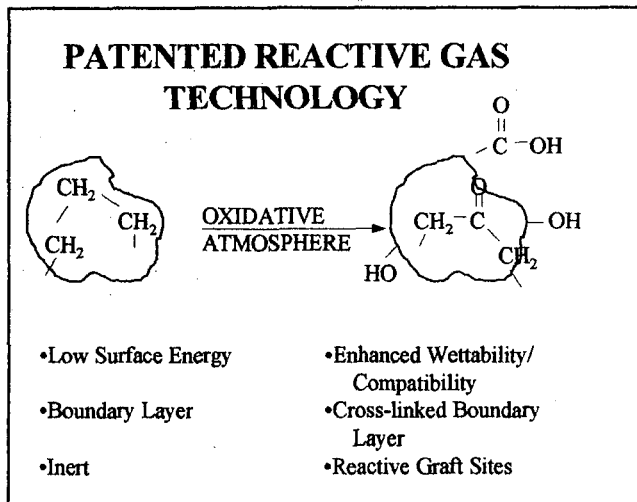 PATENTED REACTIVE GAS
TECHNOLOGY
O
C-OH
CH₂
O
CH₂
OXIDATIVE
CH₂
C
OH
CH₂
ATMOSPHERE
CH₂
HO
•Low Surface Energy
•Enhanced Wettability/
Compatibility
•Boundary Layer
•Cross-linked Boundary
Layer
•Inert
•Reactive Graft Sites